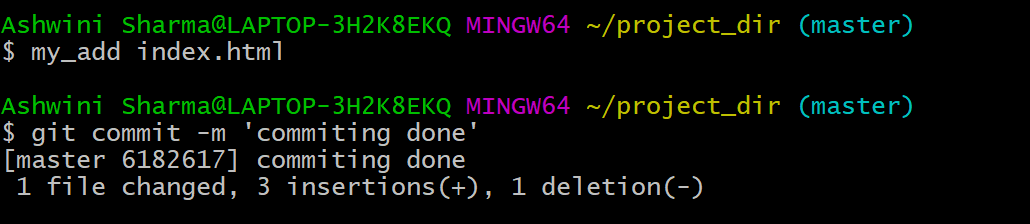 Ashwini Sharma@LAPTOP-3H2K8EKQ MINGW64 ~/project_dir (master)
$ my_add index.html
Ashwini Sharma@LAPTOP-3H2K8EKQ MINGW64 ~/project_dir (master)
$ git commit -m 'commiting done'
[master 6182617] commiting done
 1 file changed, 3 insertions(+), 1 deletion(-)